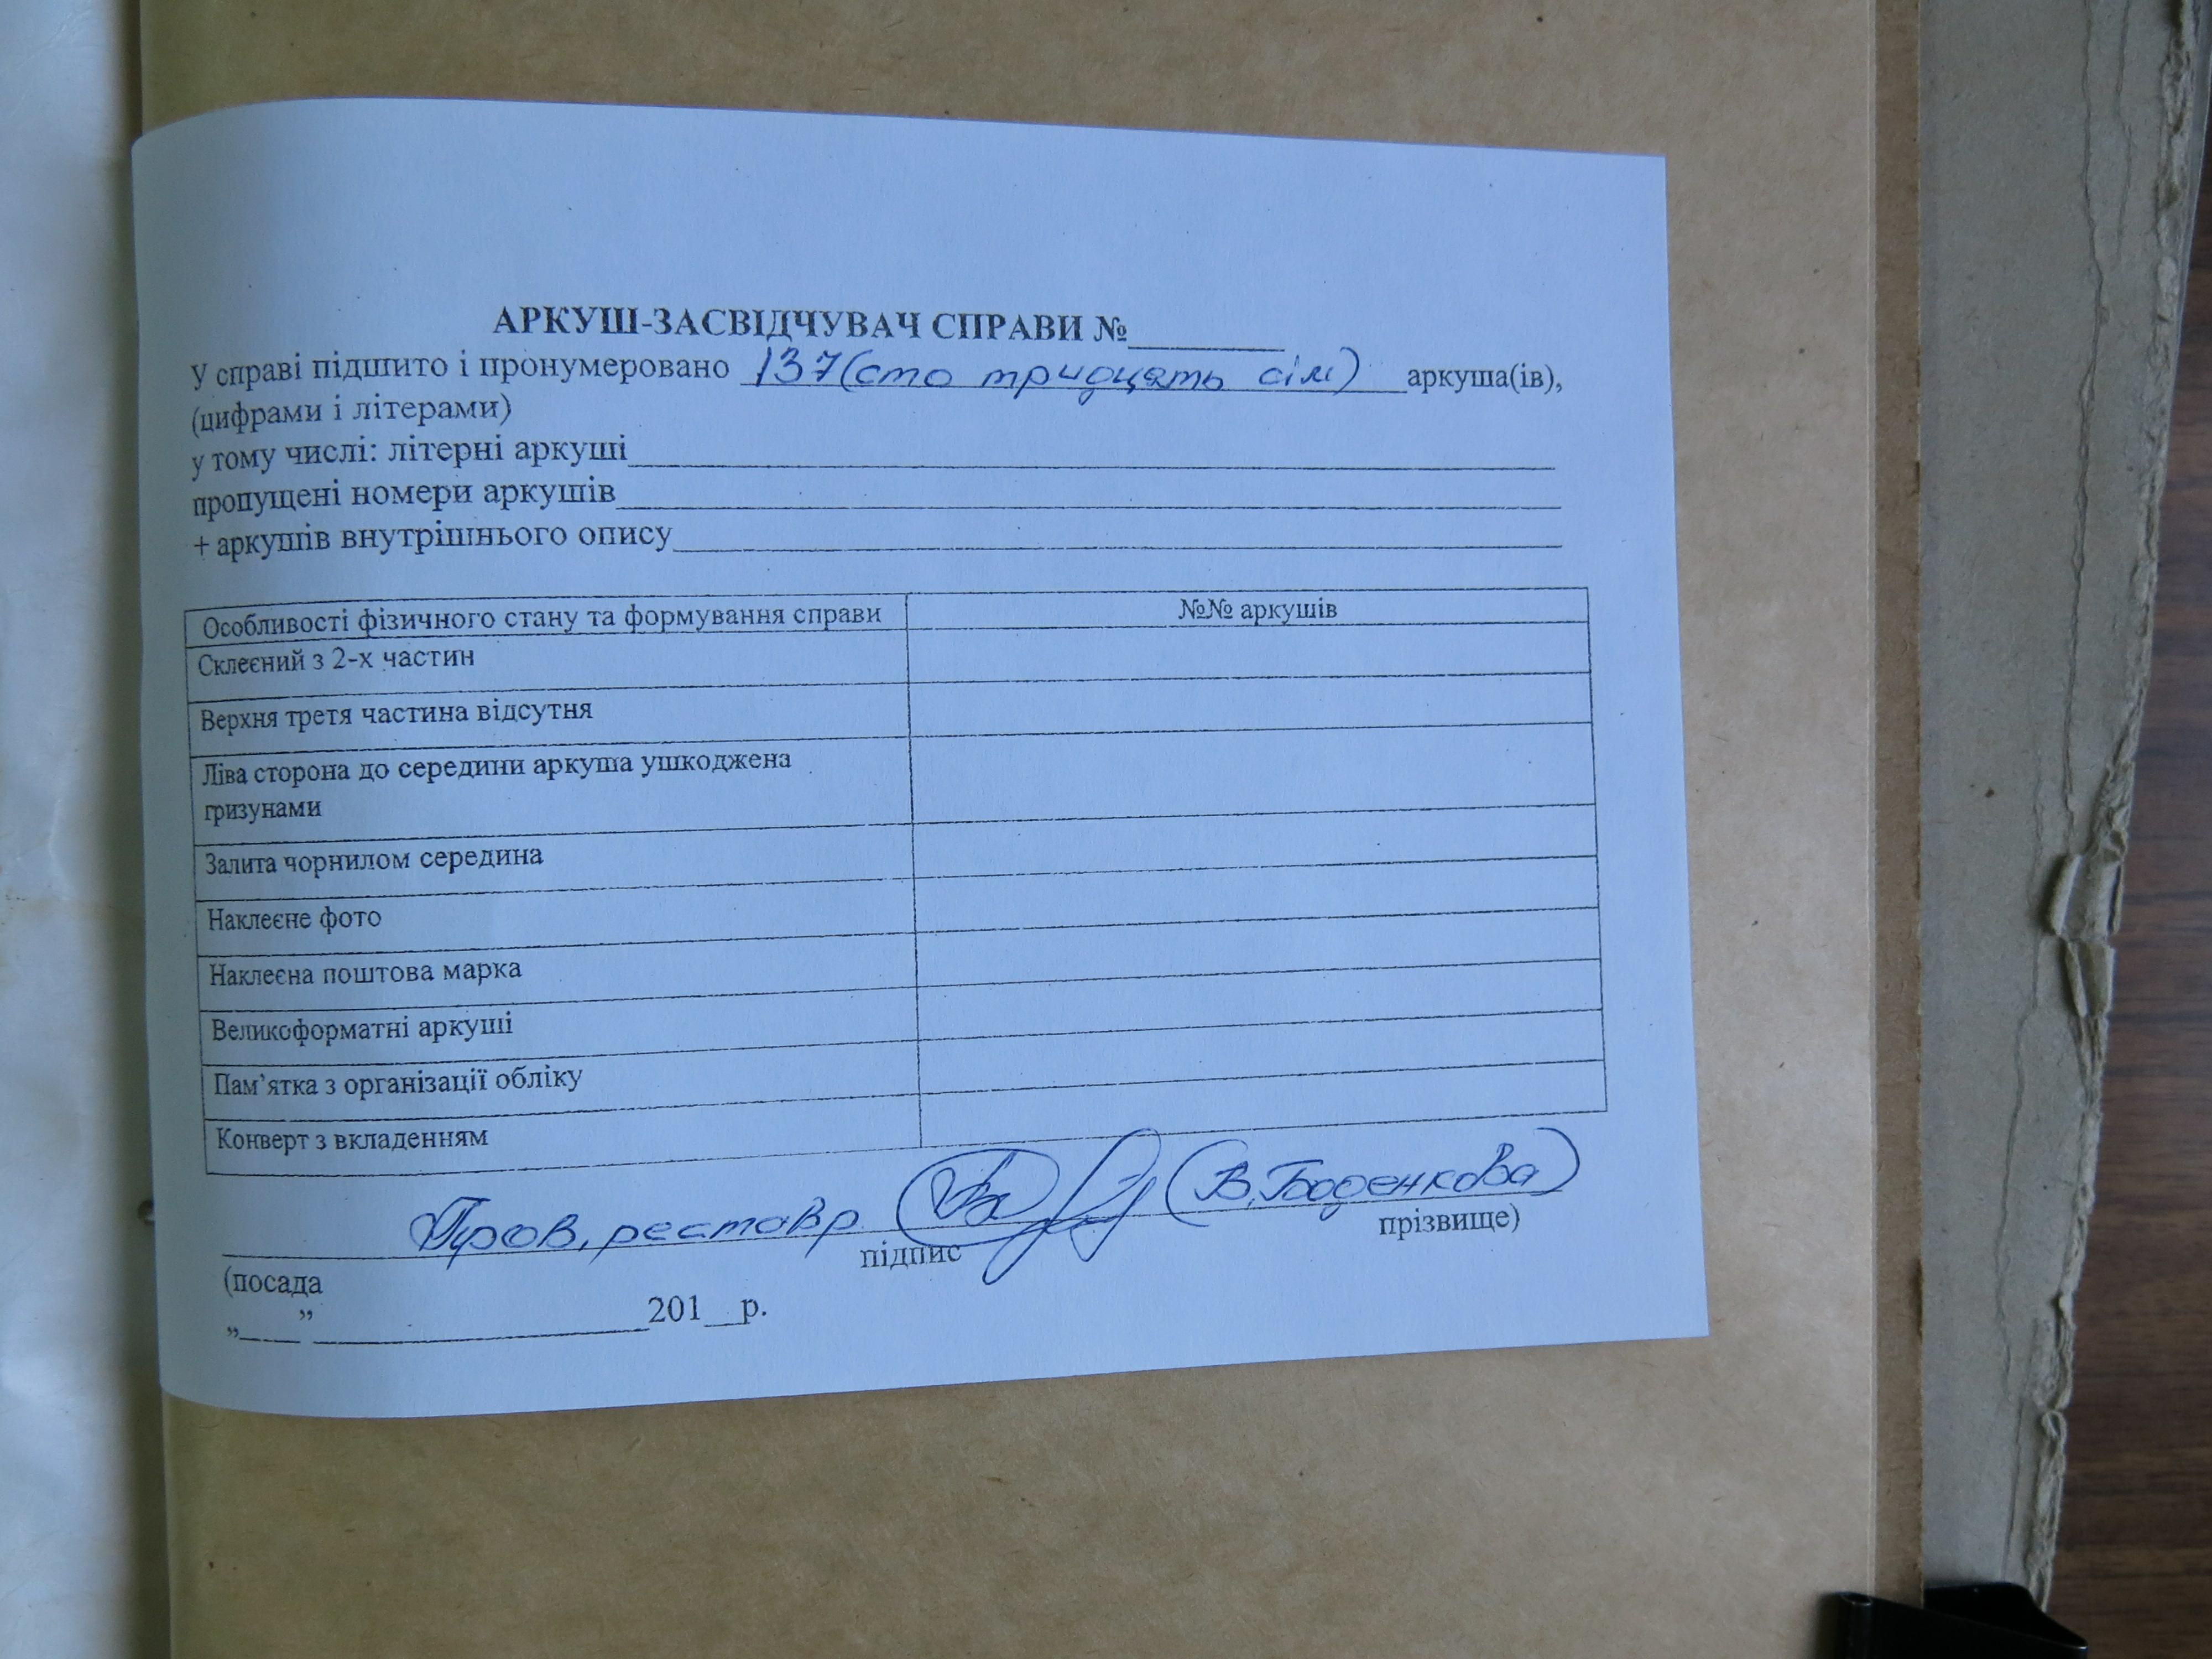 АРКУШ-ЗАСВІДЧУВАЧ СПРАВИ №________
У справі підшито і пронумеровано 137(сто тридцять сім) аркуша(ів),
(цифрами і літерами)
у тому числі: літерні аркуші
пропущені номери аркушів
+ аркушів внутрішнього опису
Особливості фізичного стану та формування справи №№ аркушів
Склеєний з 2-х частин
Верхня третя частина відсутня
Ліва сторона до середини аркуша ушкоджена
гризунами
Залита чорнилом середина
Наклеєне фото
Наклеєна поштова марка
Великоформатні аркуші
Пам’ятка з організації обліку
Конверт з вкладенням
Пров. реставр. (В. Боденкова)
(посада підпис прізвище)
„____” ____________________201__р.